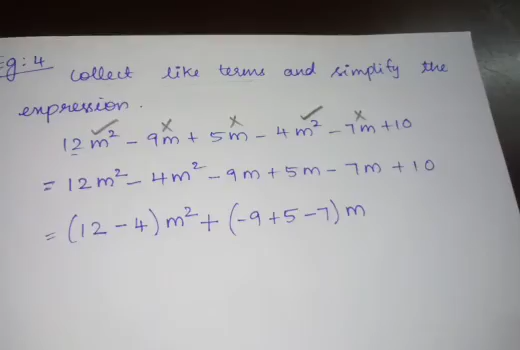 Eg: 4 collect like terms and simplify the
expression.
12m² - 9m + 5m - 4m² - 7m + 10
= 12m² - 4m² - 9m + 5m - 7m + 10
= (12 - 4)m² + (-9 + 5 - 7)m